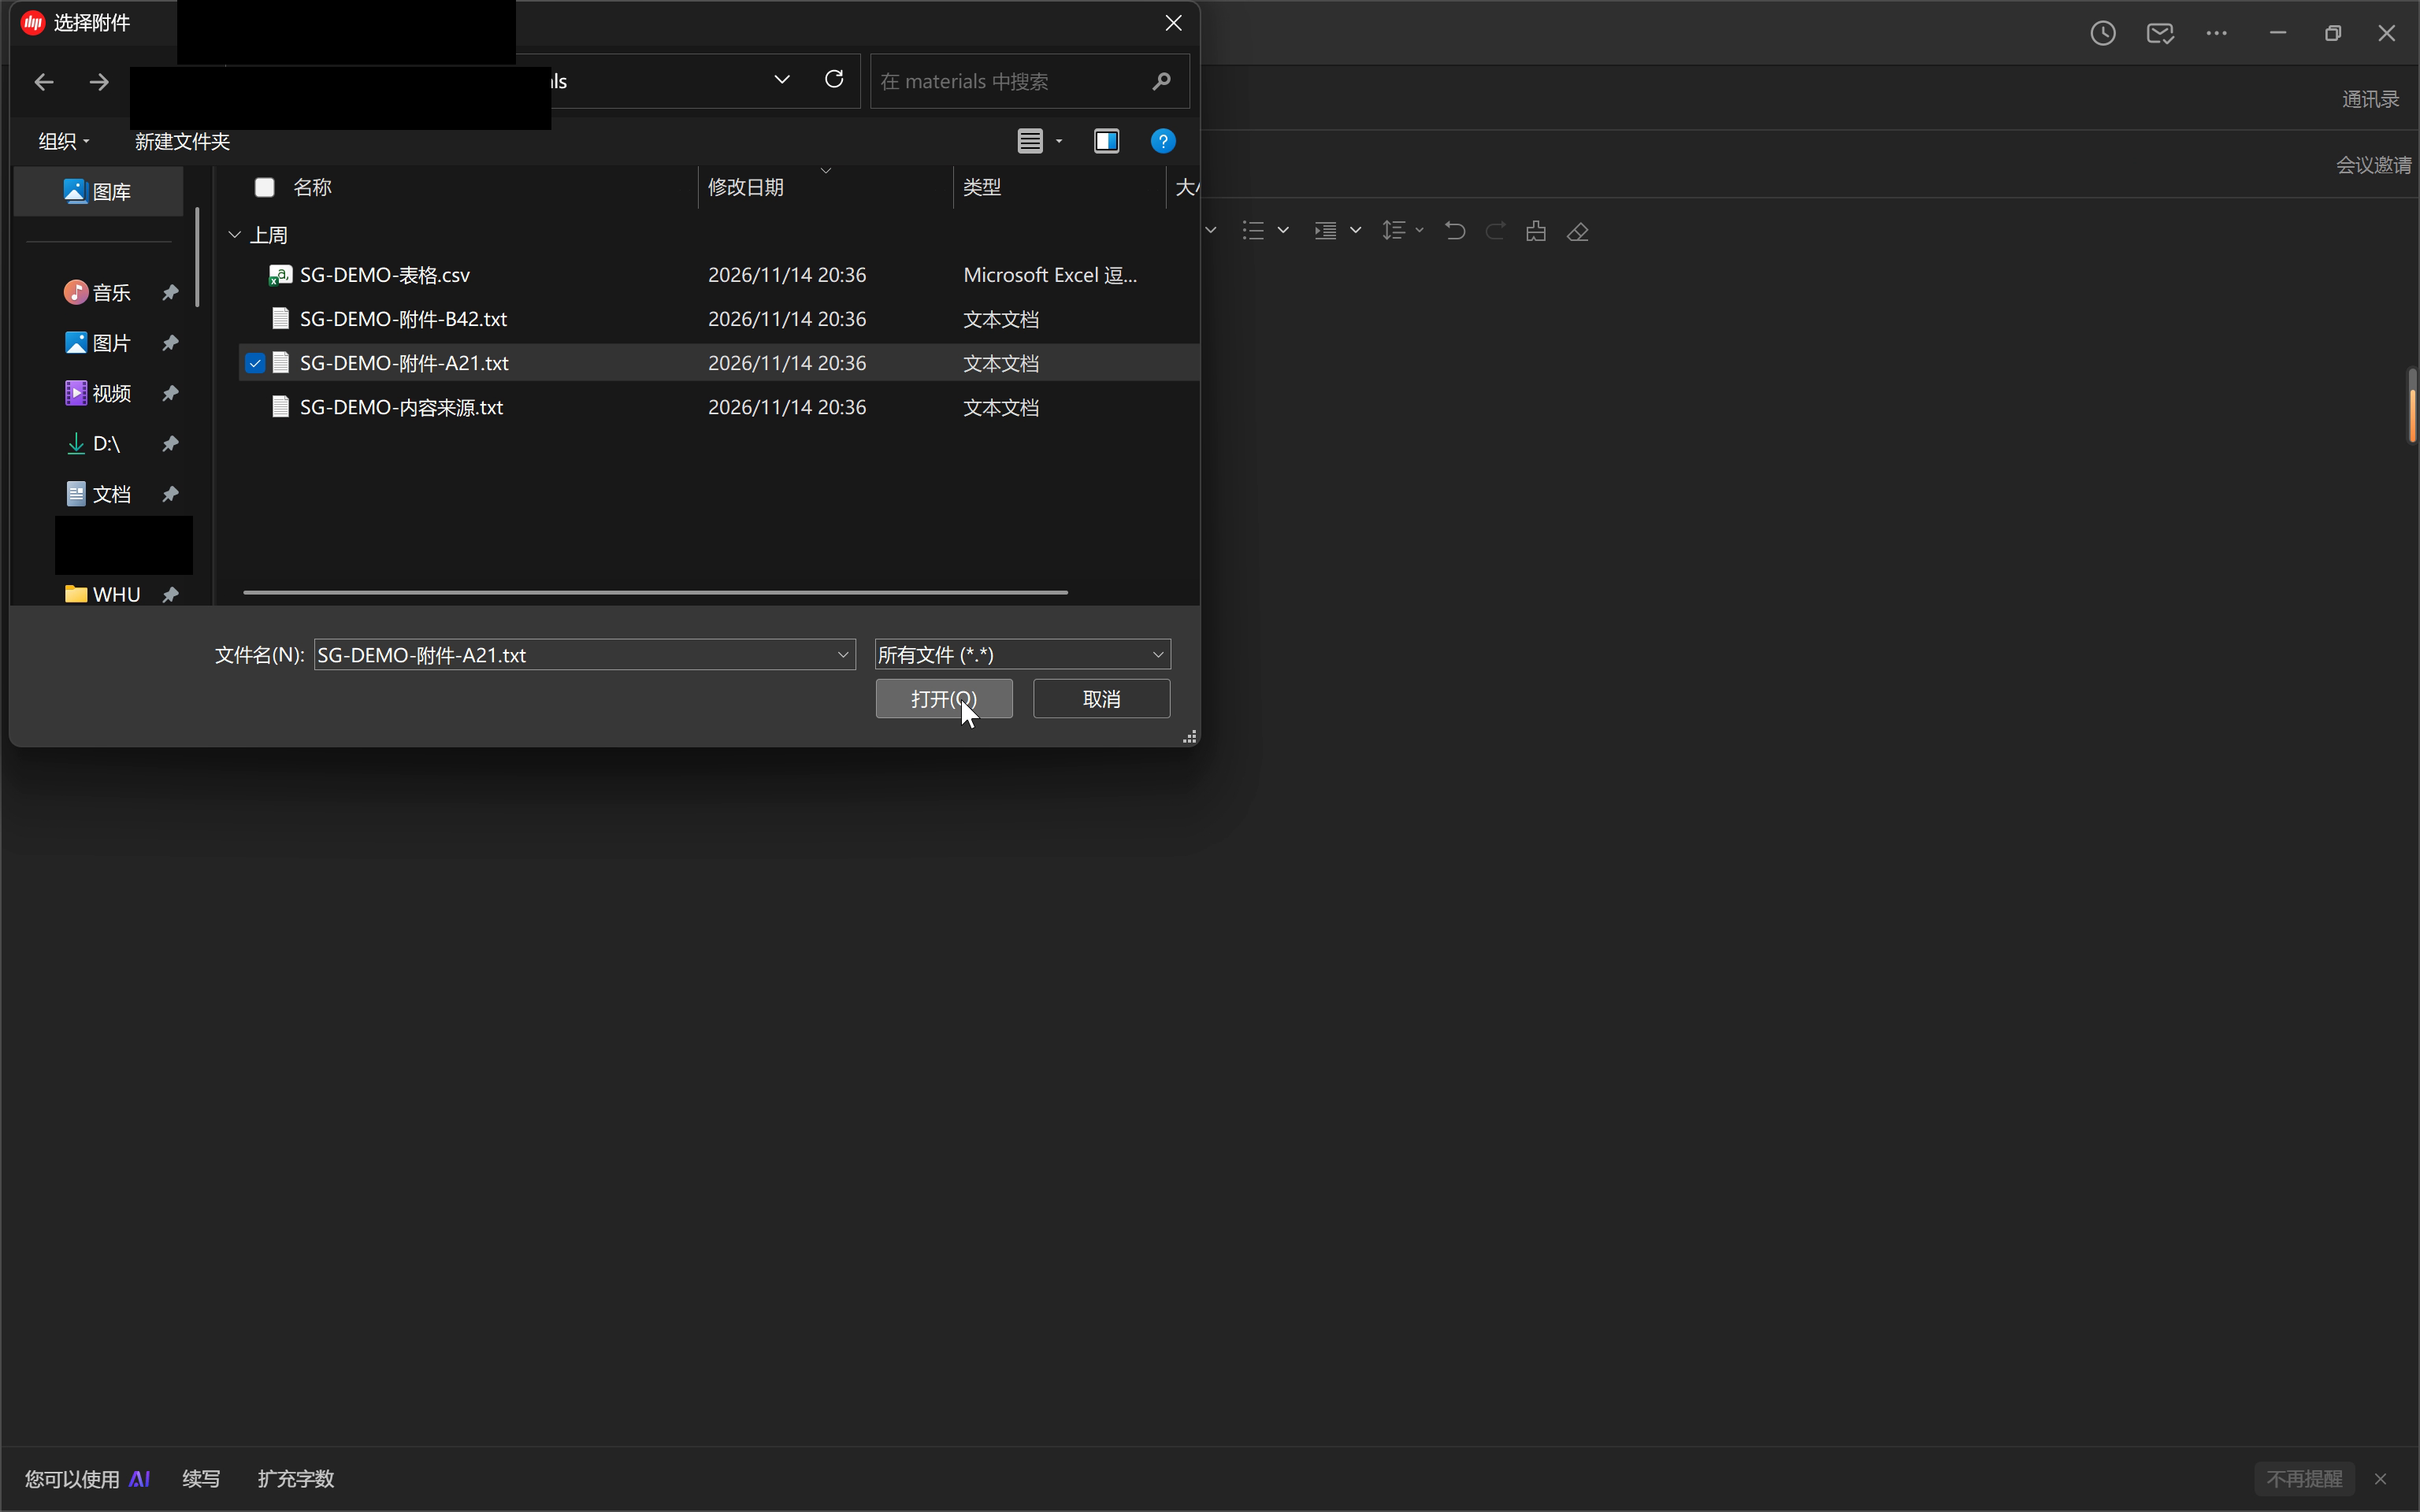 选择附件
ls
在 materials 中搜索
通讯录
组织
新建文件夹
会议邀请
图库
名称
修改日期
类型
上周
音乐
SG-DEMO-表格.csv
2026/11/14 20:36
Microsoft Excel 逗...
SG-DEMO-附件-B42.txt
2026/11/14 20:36
文本文档
图片
SG-DEMO-附件-A21.txt
2026/11/14 20:36
文本文档
视频
SG-DEMO-内容来源.txt
2026/11/14 20:36
文本文档
D:\
文档
WHU
文件名(N):
SG-DEMO-附件-A21.txt
所有文件 (*.*)
打开(O)
取消
您可以使用 AI
续写
扩充字数
不再提醒